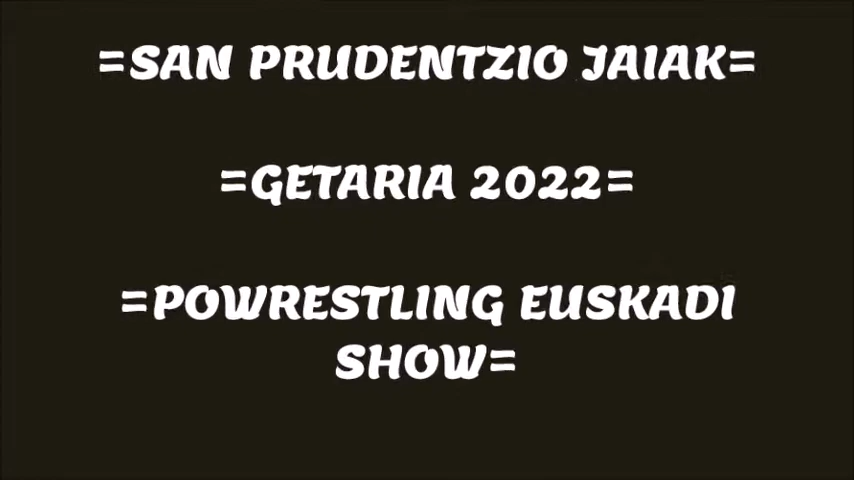 =SAN PRUDENTZIO JAIAK=
=GETARIA 2022=
=POWRESTLING EUSKADI
SHOW=